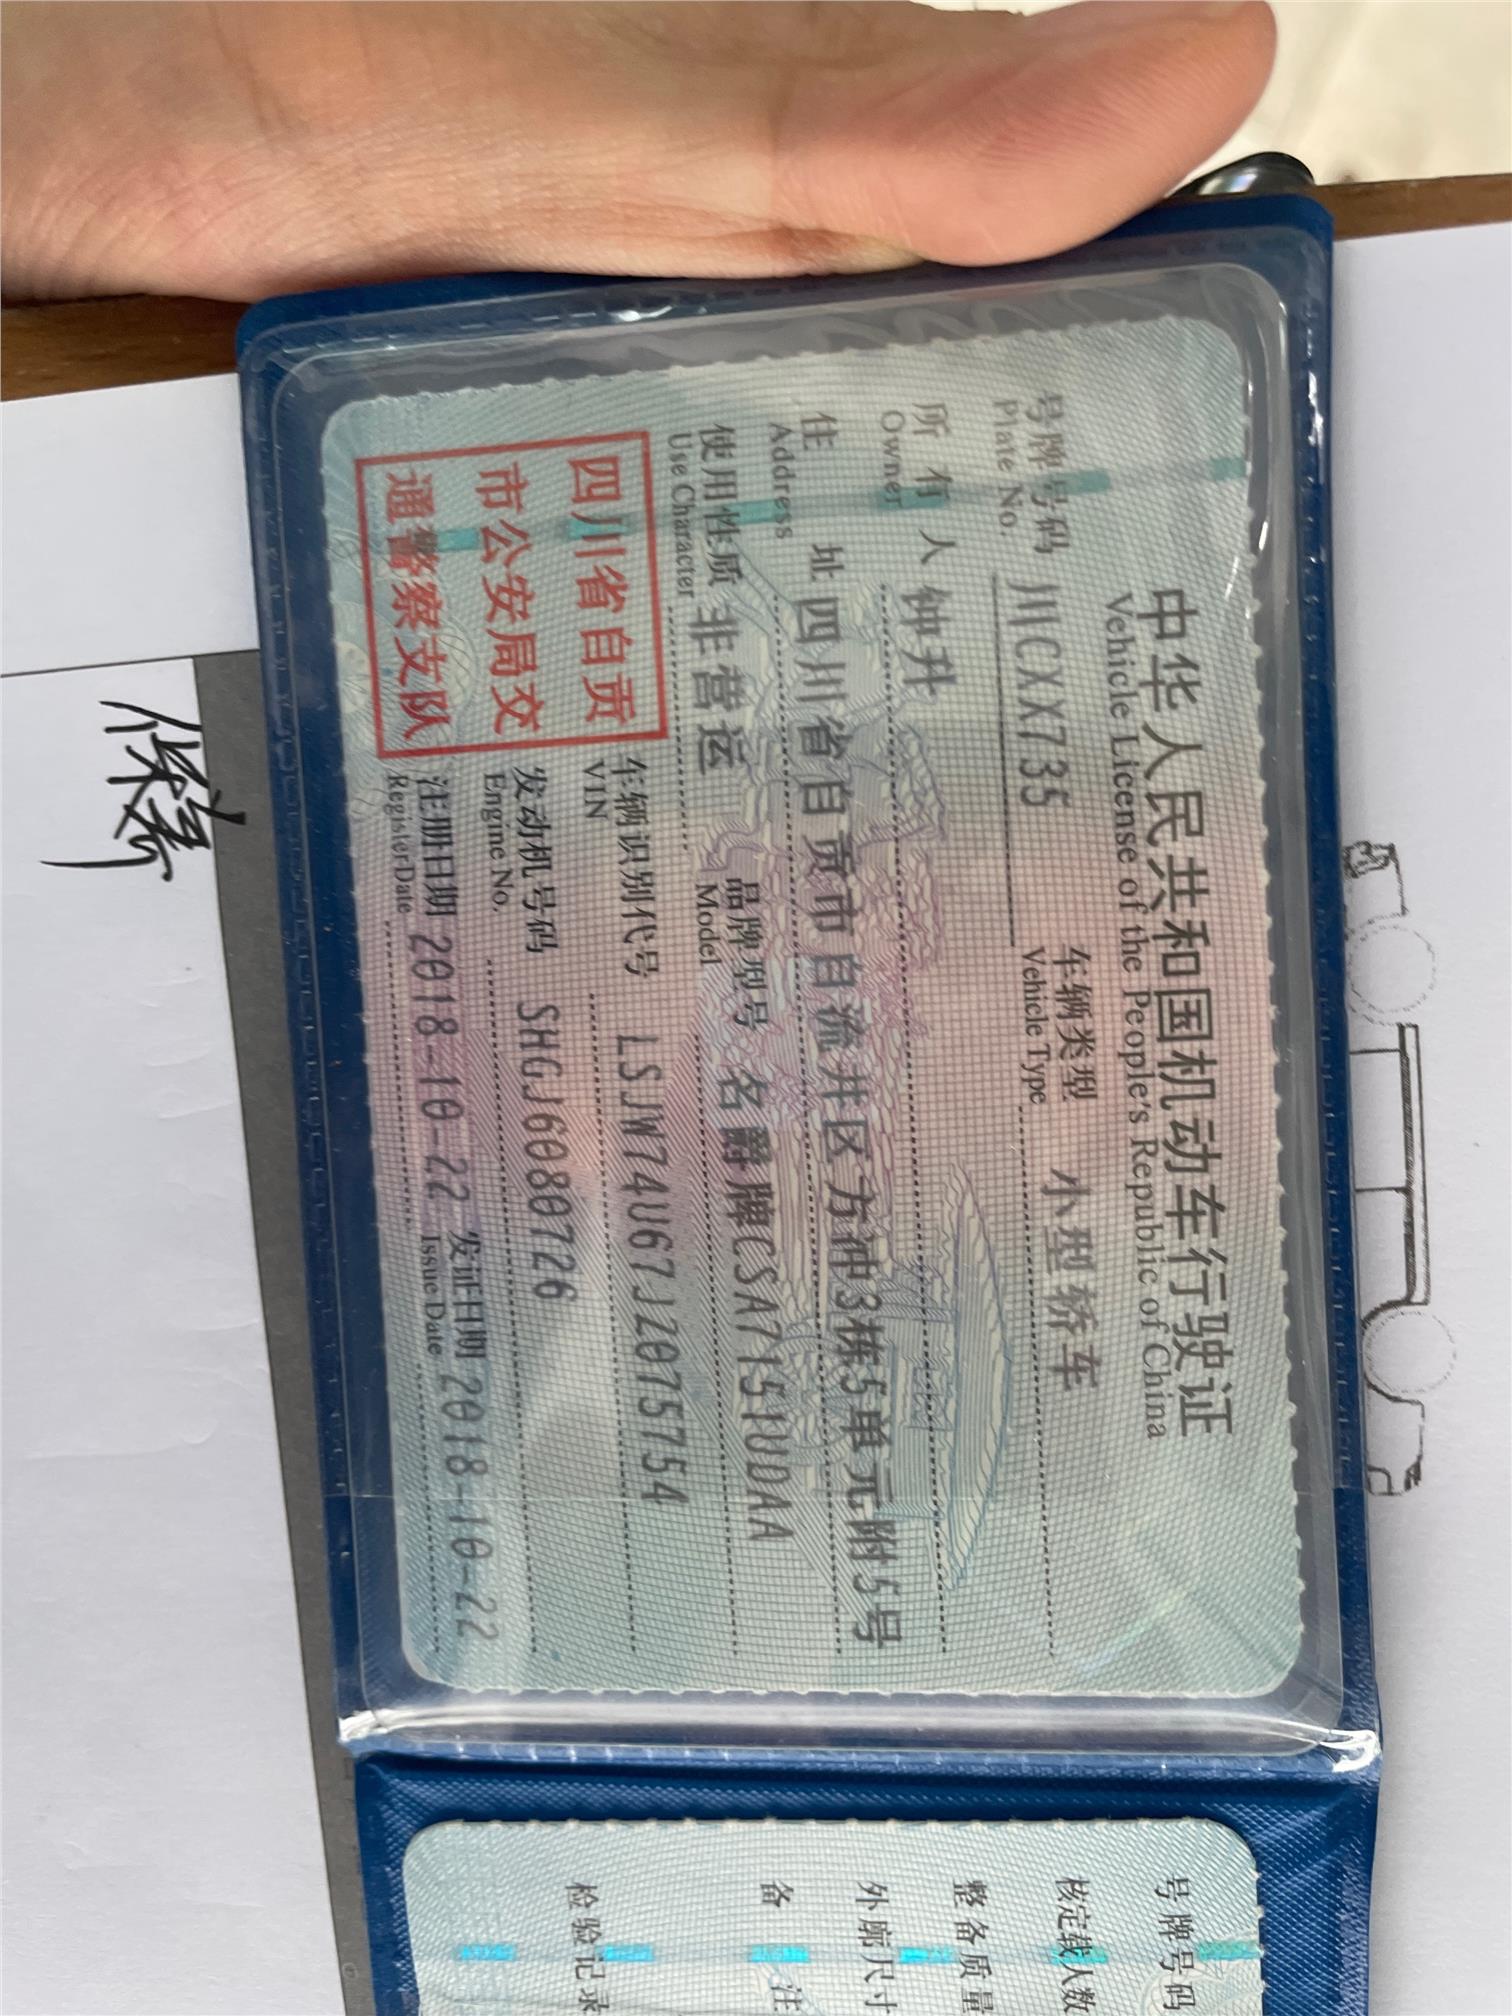 中华人民共和国机动车行驶证
Vehicle License of the People's Republic of China
号牌号码 川CXX735 车辆类型 小型轿车
Plate No. Vehicle Type
所有人 钟升
Owner
住址 四川省自贡市自流井区方冲3栋5单元附5号
Address
使用性质 非营运 品牌型号 名爵牌CSA7151UDAA
Use Character Model
四川省自贡
市公安局交
通警察支队
车辆识别代号 LSJW74U67JZ075754
VIN
发动机号码 SHGJ6080726
Engine No.
注册日期 2018-10-22 发证日期 2018-10-22
Register Date Issue Date
号牌号码
核定载人数
整备质量
外廓尺寸
备注
检验记录